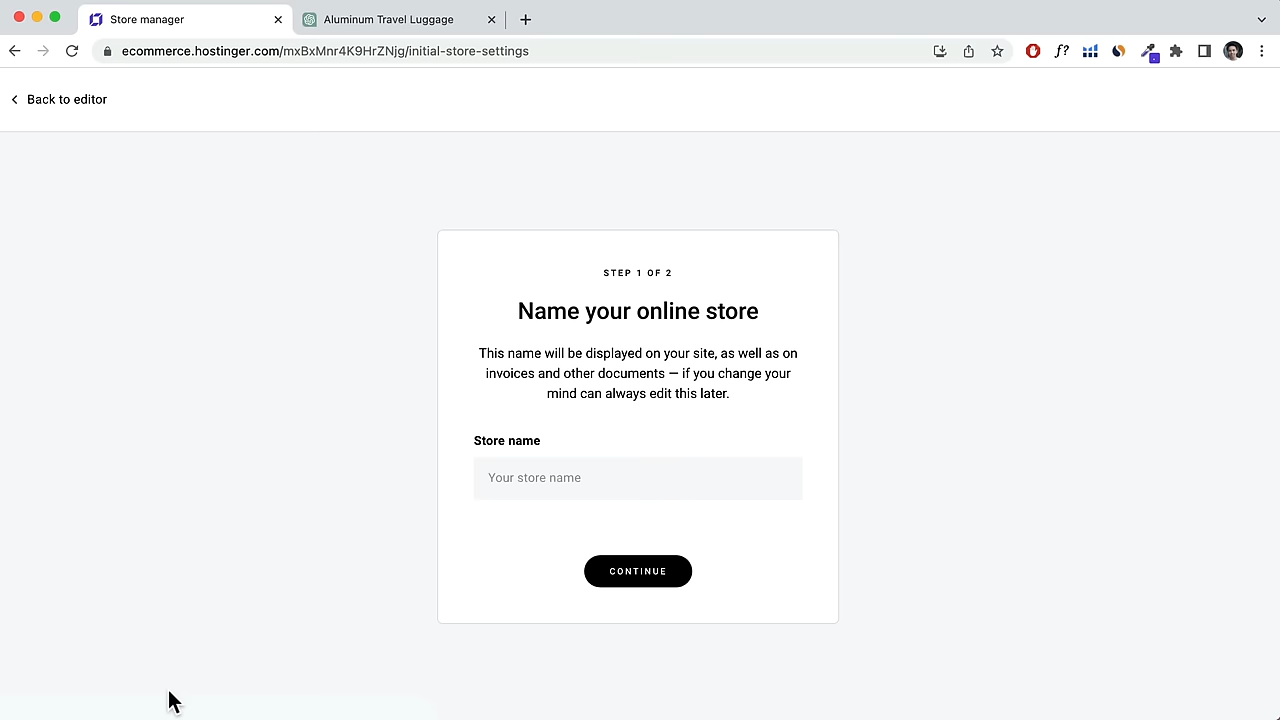 Store manager
Aluminum Travel Luggage
ecommerce.hostinger.com/mxBxMnr4K9HrZNjg/initial-store-settings
f?
Back to editor
STEP 1 OF 2
Name your online store
This name will be displayed on your site, as well as on
invoices and other documents — if you change your
mind can always edit this later.
Store name
Your store name
CONTINUE